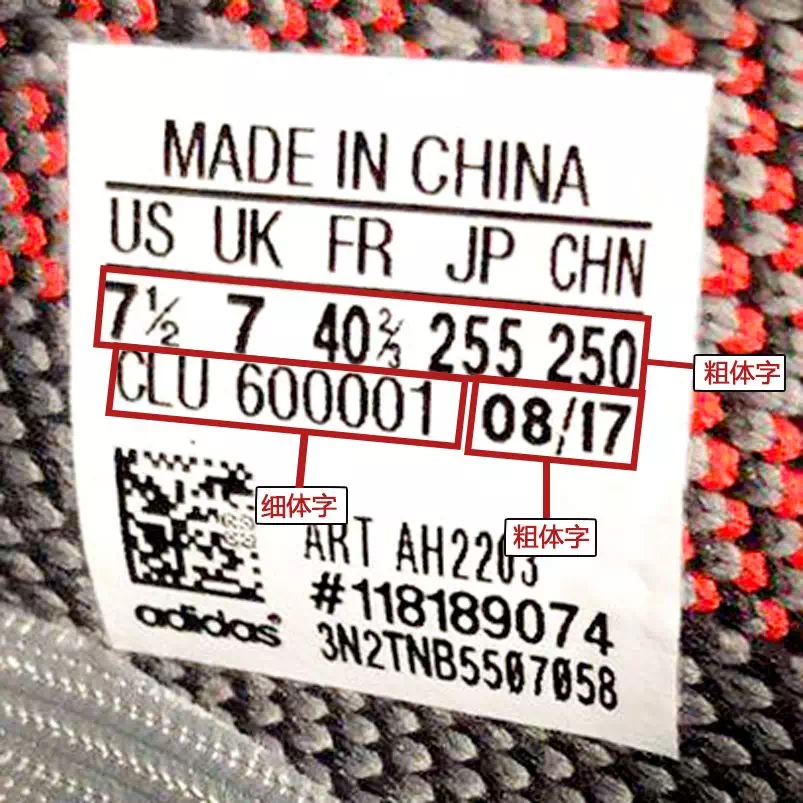 MADE IN CHINA
US UK FR JP CHN
7½ 7 40⅔ 255 250
粗体字
CLU 600001 08/17
细体字
粗体字
ART AH2203
#118189074
adidas
3N2TNB5507058